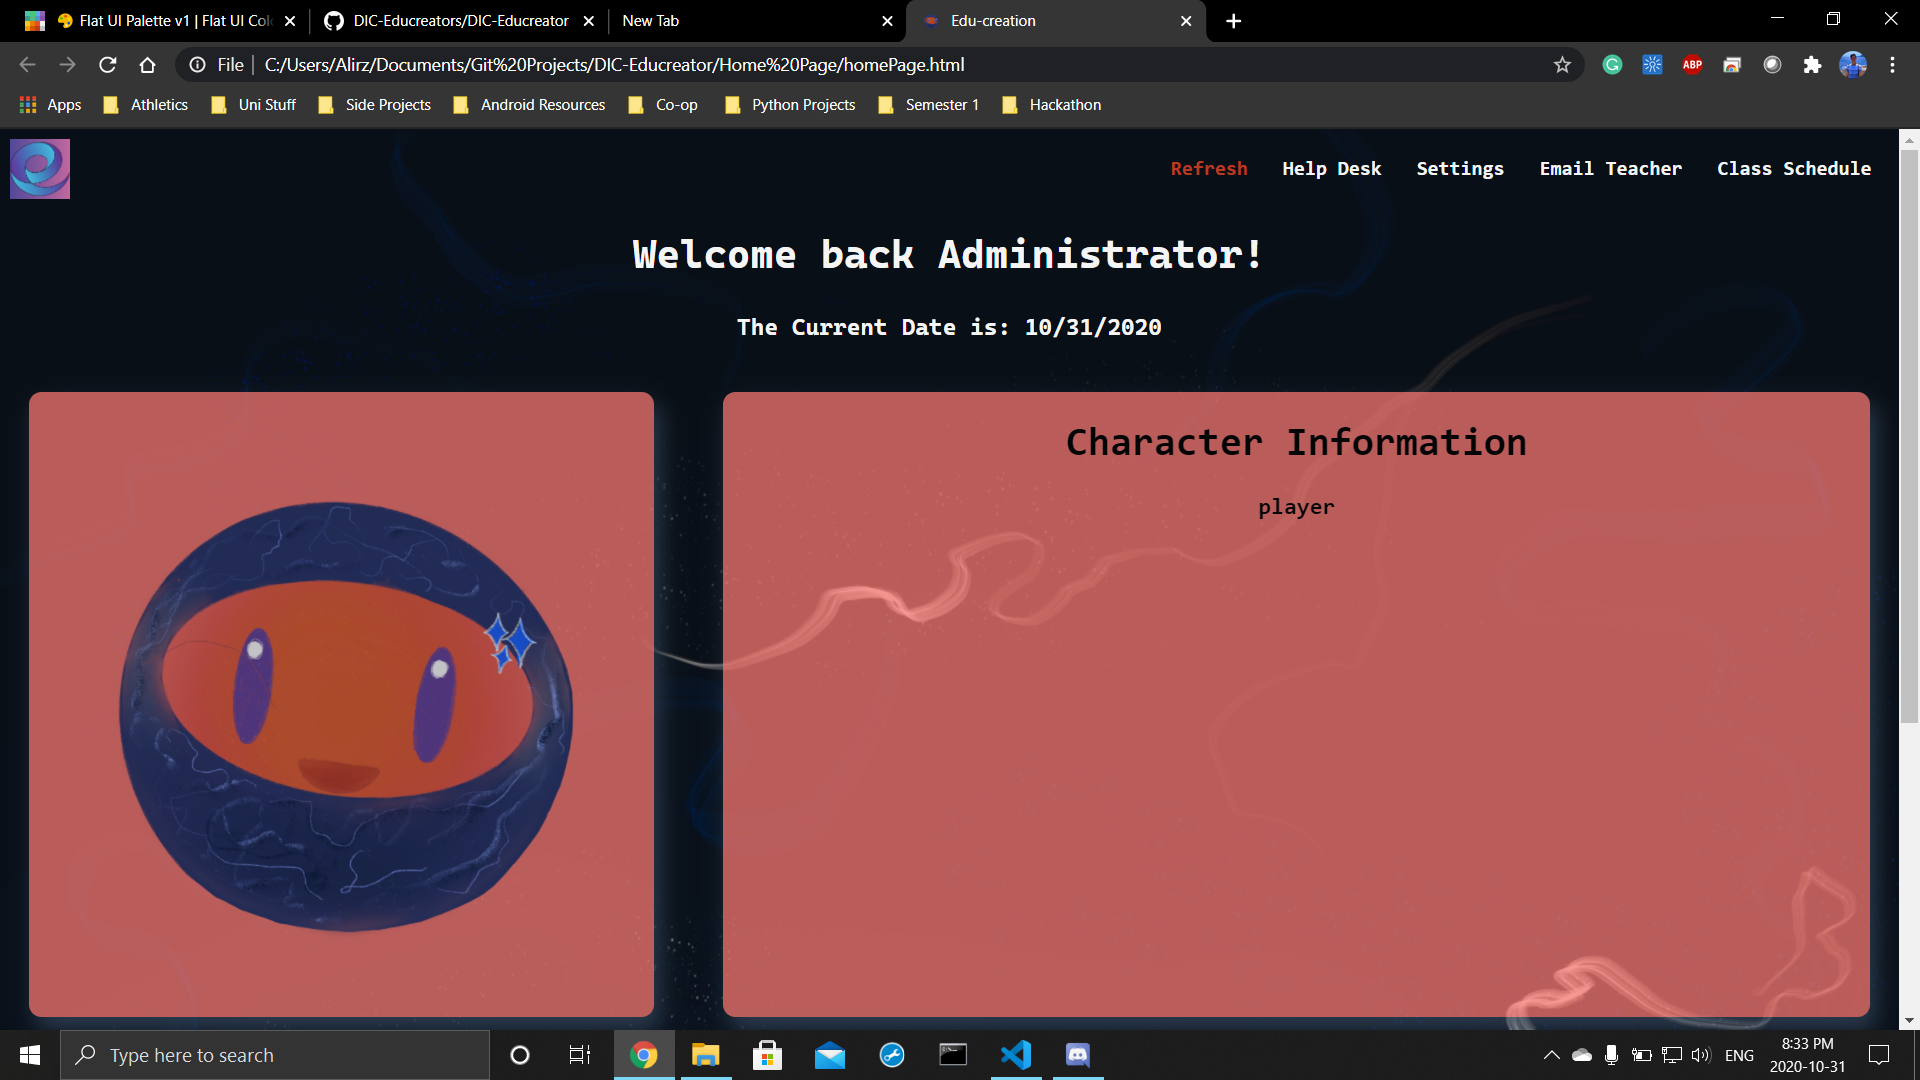 Flat UI Palette v1 | Flat UI Col
DIC-Educreators/DIC-Educreator
New Tab
Edu-creation
File | C:/Users/Alirz/Documents/Git%20Projects/DIC-Educreator/Home%20Page/homePage.html
ABP
Apps
Athletics
Uni Stuff
Side Projects
Android Resources
Co-op
Python Projects
Semester 1
Hackathon
Refresh
Help Desk
Settings
Email Teacher
Class Schedule
Welcome back Administrator!
The Current Date is: 10/31/2020
Character Information
player
Type here to search
ENG
8:33 PM
2020-10-31